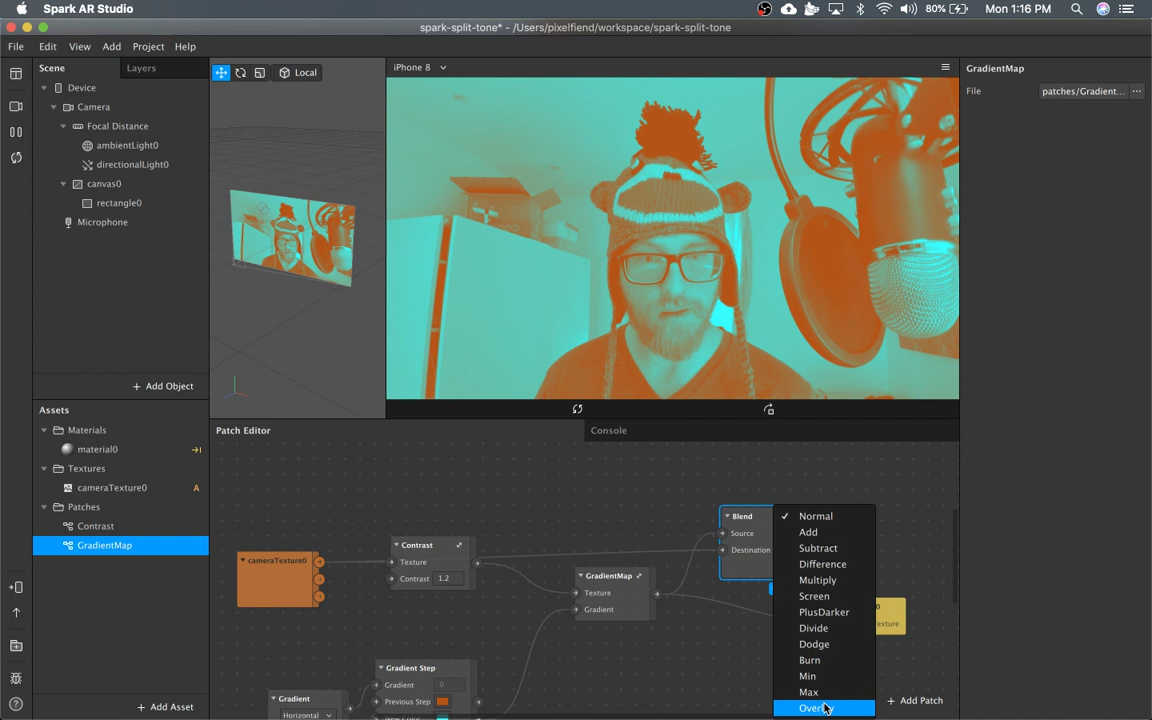 Spark AR Studio
80%
Mon 1:16 PM
spark-split-tone* - /Users/pixelfiend/workspace/spark-split-tone
File Edit View Add Project Help
Scene
Layers
Device
Camera
Focal Distance
ambientLight0
directionalLight0
canvas0
rectangle0
Microphone
+ Add Object
Local
iPhone 8
GradientMap
File
patches/Gradient... ...
Assets
Materials
material0
Textures
cameraTexture0
A
Patches
Contrast
GradientMap
+ Add Asset
Patch Editor
Console
cameraTexture0
Contrast
Texture
Contrast
1.2
GradientMap
Texture
Gradient
Gradient
Horizontal
Gradient Step
Gradient
0
Previous Step
Blend
Source
Destination
Normal
Add
Subtract
Difference
Multiply
Screen
PlusDarker
Divide
Dodge
Burn
Min
Max
Overlay
0
exture
+ Add Patch